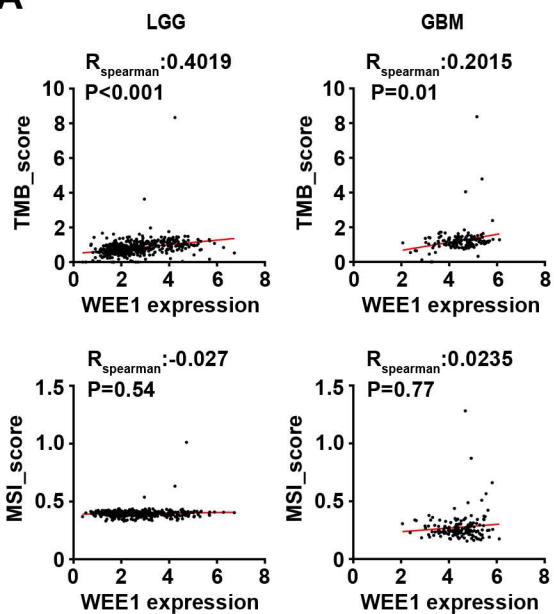 A
LGG
GBM
Rspearman:0.4019
P<0.001
Rspearman:0.2015
P=0.01
TMB_score
10
8
6
4
2
0
0 2 4 6 8
WEE1 expression
TMB_score
10
8
6
4
2
0
0 2 4 6 8
WEE1 expression
Rspearman:-0.027
P=0.54
Rspearman:0.0235
P=0.77
MSI_score
1.5
1.0
0.5
0
0 2 4 6 8
WEE1 expression
MSI_score
1.5
1.0
0.5
0
0 2 4 6 8
WEE1 expression